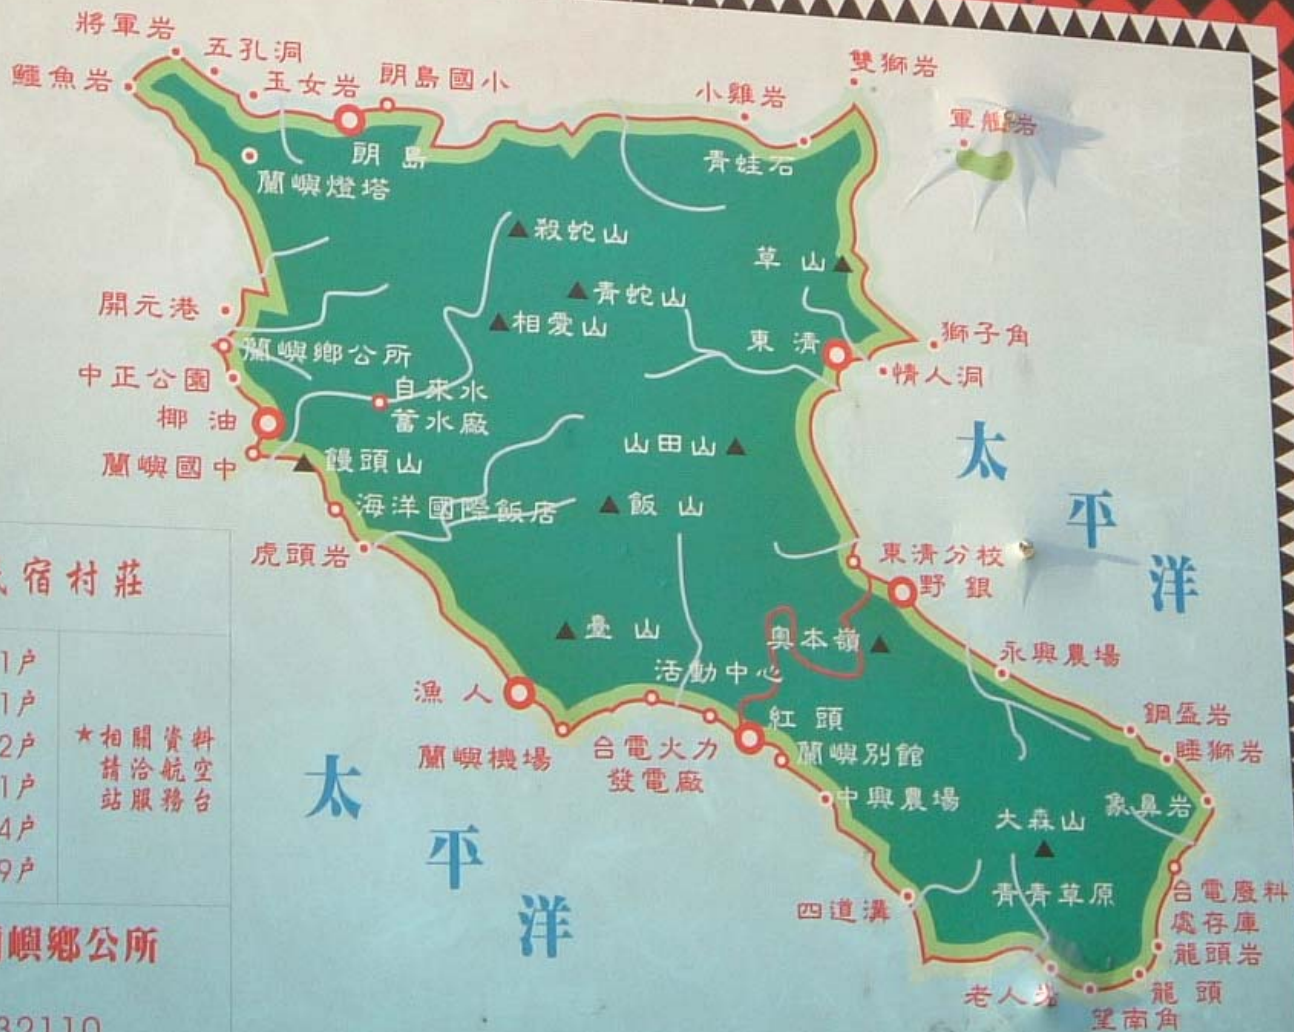 將軍岩
五孔洞
鱷魚岩
玉女岩
朗島國小
雙獅岩
小雞岩
軍艦岩
朗島
青蛙石
蘭嶼燈塔
殺蛇山
草山
青蛇山
開元港
相愛山
獅子角
東清
蘭嶼鄉公所
情人洞
中正公園
自來水
蓄水廠
椰油
山田山
太平洋
蘭嶼國中
饅頭山
海洋國際飯店
飯山
虎頭岩
東清分校
野銀
宿村莊
臺山
奧本嶺
1戶
永興農場
活動中心
1戶
漁人
紅頭
鋼盔岩
2戶
★相關資料
請洽航空
站服務台
蘭嶼機場
台電火力
發電廠
蘭嶼別館
睡獅岩
1戶
太平洋
中興農場
象鼻岩
4戶
大森山
9戶
青青草原
台電廢料
處存庫
四道溝
嶼鄉公所
龍頭岩
老人岩
龍頭
望南角
32110